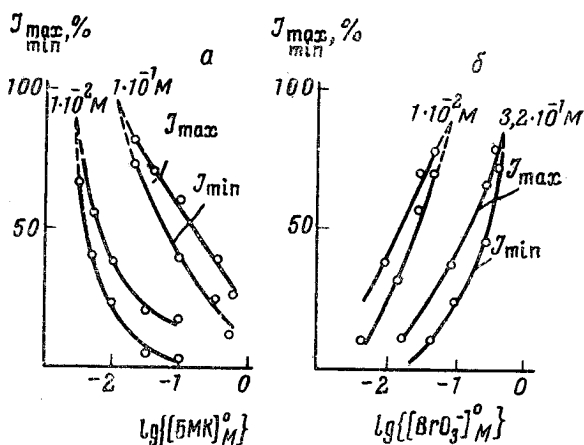 J max min, % а J max min, % б
100 1·10⁻²M 1·10⁻¹M 100 1·10⁻²M 3,2·10⁻¹M
J max J max
50 J min 50 J min
-2 -1 0 -2 -1 0
lg{[БМК]°M} lg{[BrO₃⁻]°M}